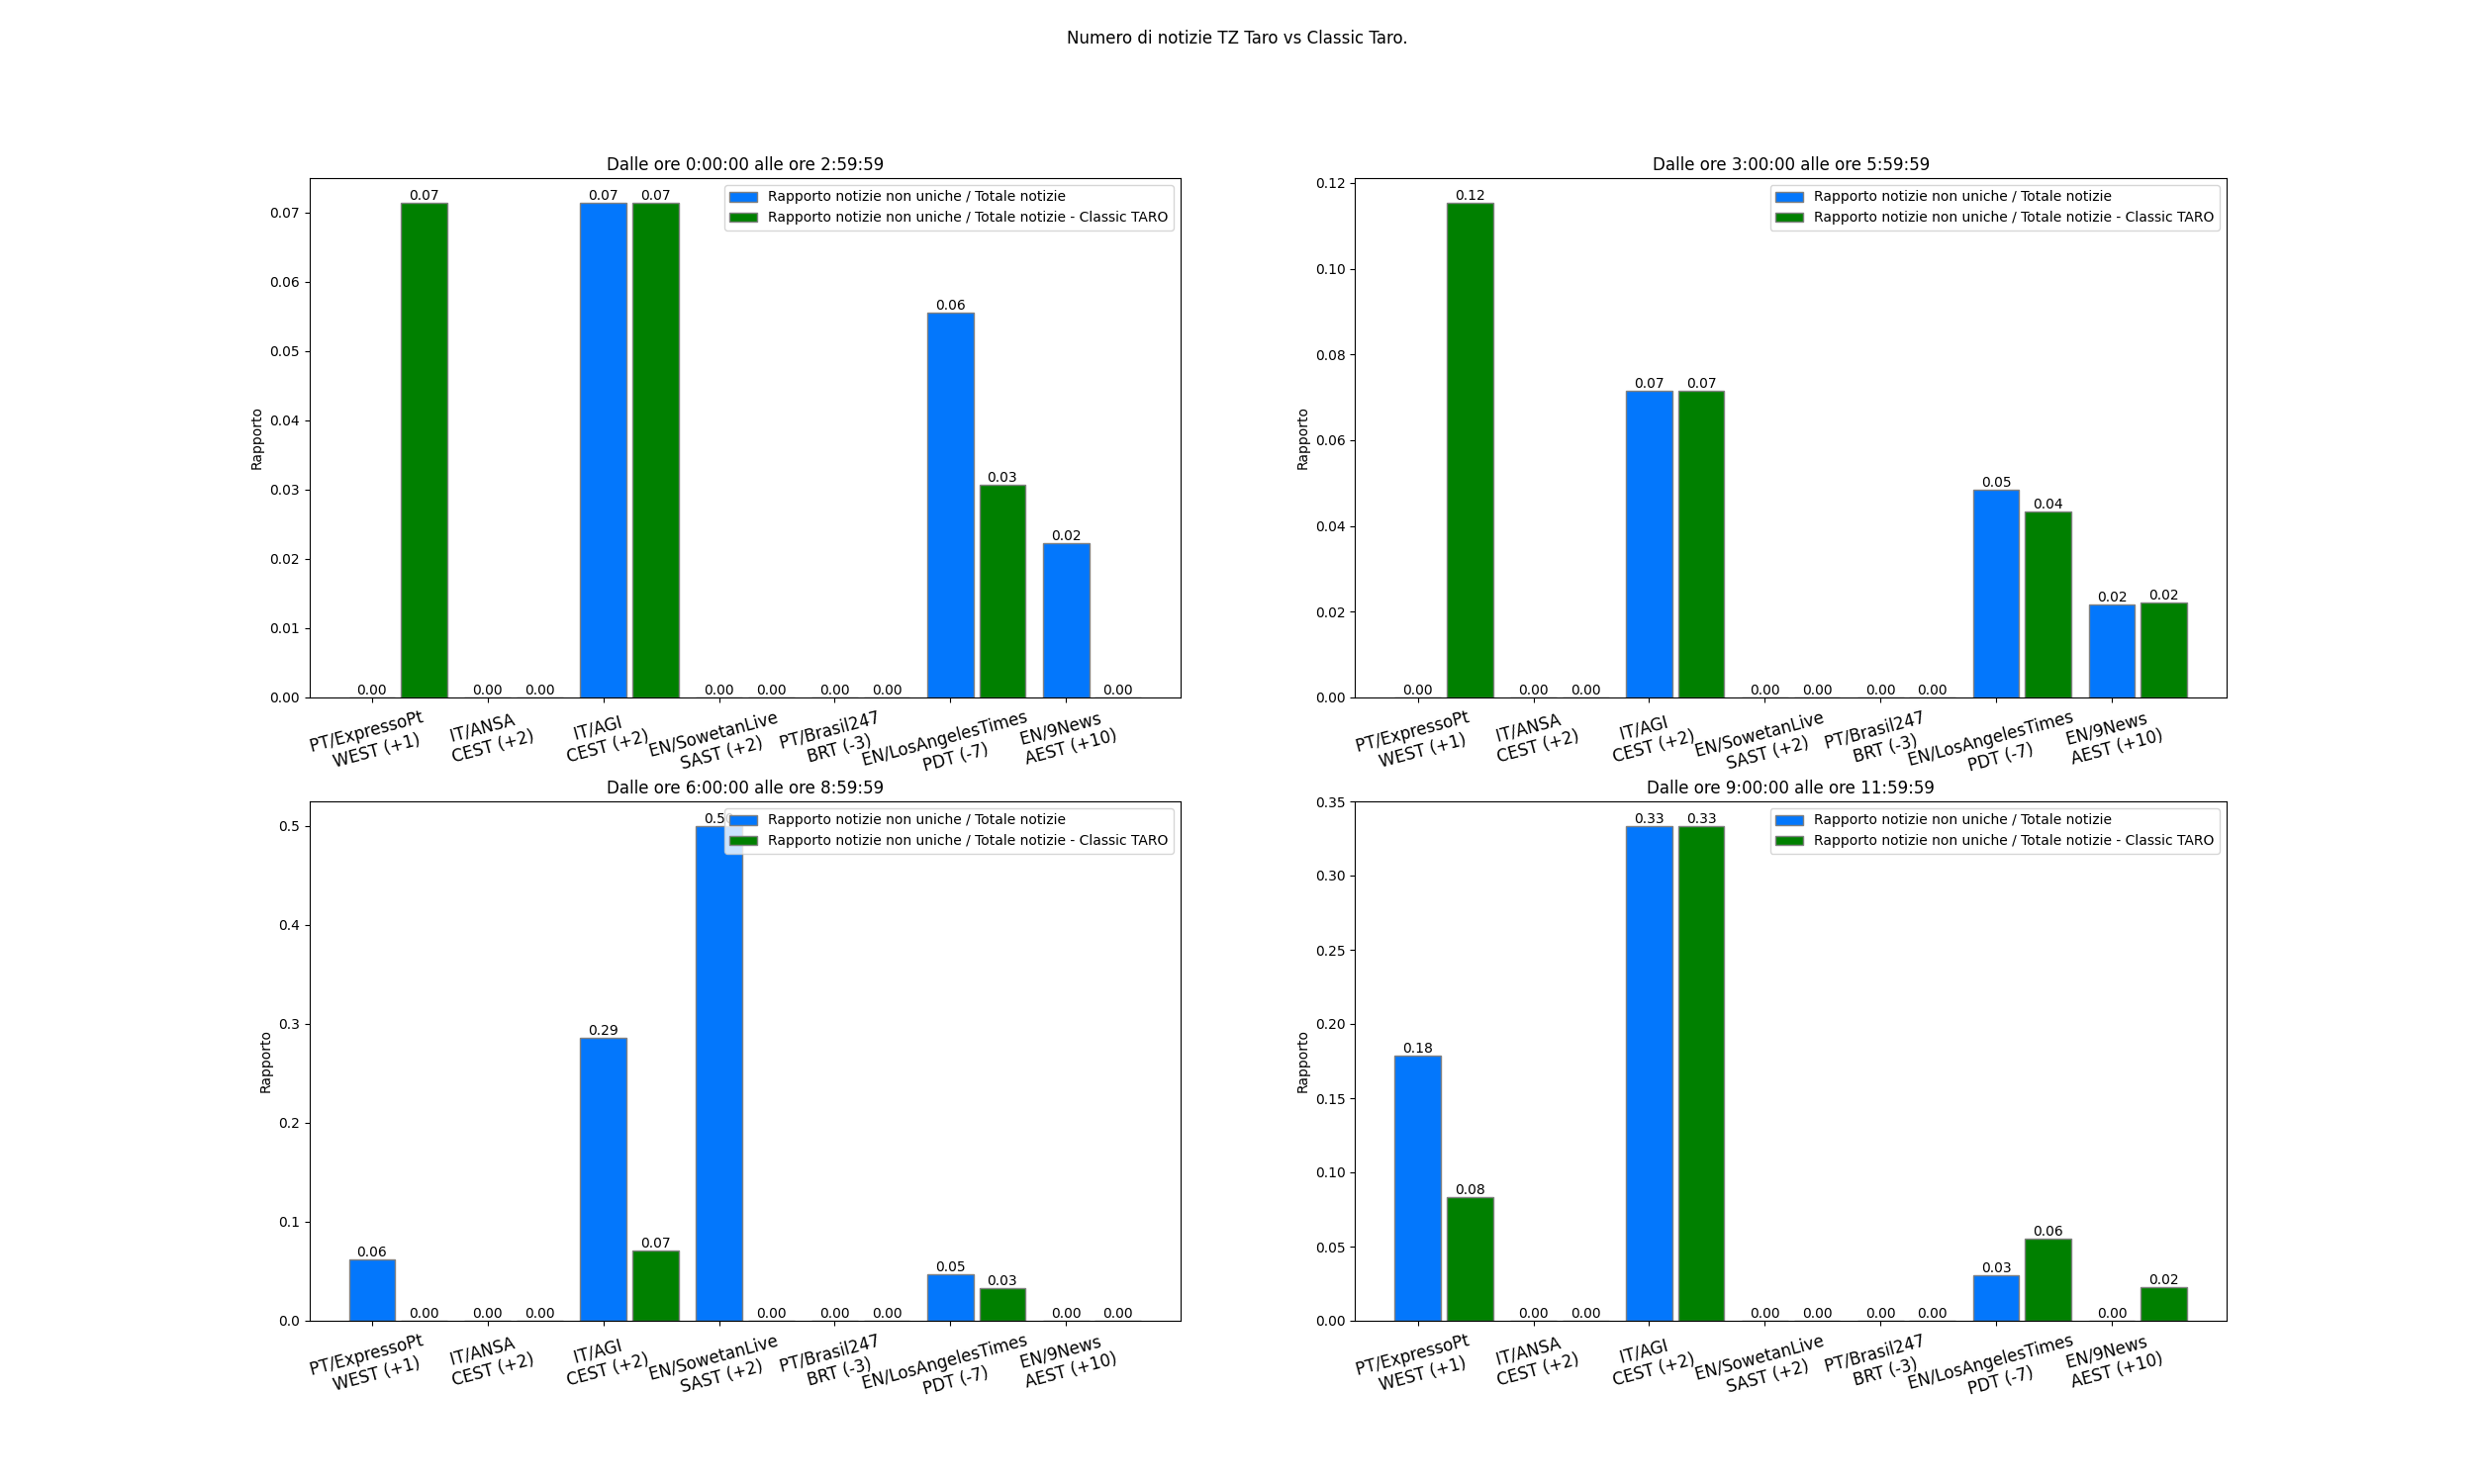 Numero di notizie TZ Taro vs Classic Taro.
Dalle ore 0:00:00 alle ore 2:59:59
Rapporto notizie non uniche / Totale notizie
Rapporto notizie non uniche / Totale notizie - Classic TARO
Rapporto
0.07
0.06
0.05
0.04
0.03
0.02
0.01
0.00
0.00 0.07 0.00 0.00 0.07 0.07 0.00 0.00 0.00 0.00 0.06 0.03 0.02 0.00
PT/ExpressoPt
WEST (+1)
IT/ANSA
CEST (+2)
IT/AGI
CEST (+2)
EN/SowetanLive
SAST (+2)
PT/Brasil247
BRT (-3)
EN/LosAngelesTimes
PDT (-7)
EN/9News
AEST (+10)
Dalle ore 3:00:00 alle ore 5:59:59
Rapporto notizie non uniche / Totale notizie
Rapporto notizie non uniche / Totale notizie - Classic TARO
Rapporto
0.12
0.10
0.08
0.06
0.04
0.02
0.00
0.00 0.12 0.00 0.00 0.07 0.07 0.00 0.00 0.00 0.00 0.05 0.04 0.02 0.02
PT/ExpressoPt
WEST (+1)
IT/ANSA
CEST (+2)
IT/AGI
CEST (+2)
EN/SowetanLive
SAST (+2)
PT/Brasil247
BRT (-3)
EN/LosAngelesTimes
PDT (-7)
EN/9News
AEST (+10)
Dalle ore 6:00:00 alle ore 8:59:59
Rapporto notizie non uniche / Totale notizie
Rapporto notizie non uniche / Totale notizie - Classic TARO
Rapporto
0.5
0.4
0.3
0.2
0.1
0.0
0.06 0.00 0.00 0.00 0.29 0.07 0.50 0.00 0.00 0.00 0.05 0.03 0.00 0.00
PT/ExpressoPt
WEST (+1)
IT/ANSA
CEST (+2)
IT/AGI
CEST (+2)
EN/SowetanLive
SAST (+2)
PT/Brasil247
BRT (-3)
EN/LosAngelesTimes
PDT (-7)
EN/9News
AEST (+10)
Dalle ore 9:00:00 alle ore 11:59:59
Rapporto notizie non uniche / Totale notizie
Rapporto notizie non uniche / Totale notizie - Classic TARO
Rapporto
0.35
0.30
0.25
0.20
0.15
0.10
0.05
0.00
0.18 0.08 0.00 0.00 0.33 0.33 0.00 0.00 0.00 0.00 0.03 0.06 0.00 0.02
PT/ExpressoPt
WEST (+1)
IT/ANSA
CEST (+2)
IT/AGI
CEST (+2)
EN/SowetanLive
SAST (+2)
PT/Brasil247
BRT (-3)
EN/LosAngelesTimes
PDT (-7)
EN/9News
AEST (+10)